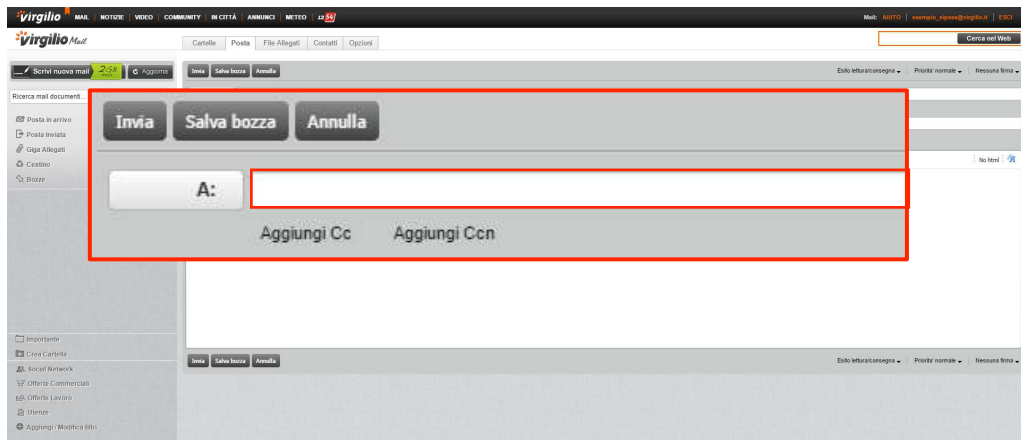 Virgilio MAIL NOTIZIE VIDEO COMMUNITY IN CITTÀ ANNUNCI METEO 12 54 Mail: AIUTO esempio_eipass@virgilio.it ESCI
Virgilio Mail Cartelle Posta File Allegati Contatti Opzioni Cerca nel Web
Scrivi nuova mail Aggiorna Invia Salva bozza Annulla Esito lettura/consegna Priorita' normale Nessuna firma
Ricerca mail documenti...
Invia Salva bozza Annulla
Posta in arrivo
Posta inviata
Giga Allegati
No html
Cestino
Bozze
A:
Aggiungi Cc Aggiungi Ccn
Importante
Crea Cartella
Invia Salva bozza Annulla Esito lettura/consegna Priorita' normale Nessuna firma
Social Network
Offerte Commerciali
Offerte Lavoro
Utenze
Aggiungi / Modifica filtri